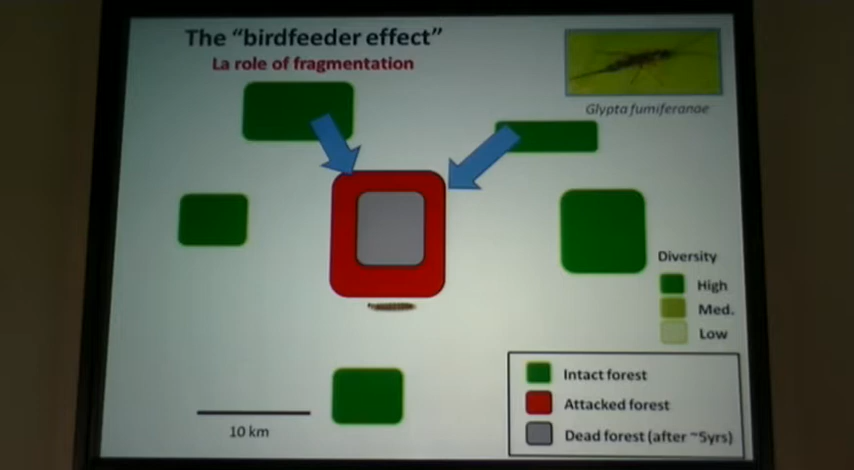 The “birdfeeder effect”
La role of fragmentation
Glypta fumiferanae
Diversity
High
Med.
Low
Intact forest
Attacked forest
Dead forest (after ~5yrs)
10 km